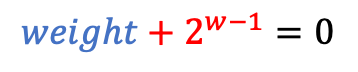 weight + 2^{w-1} = 0